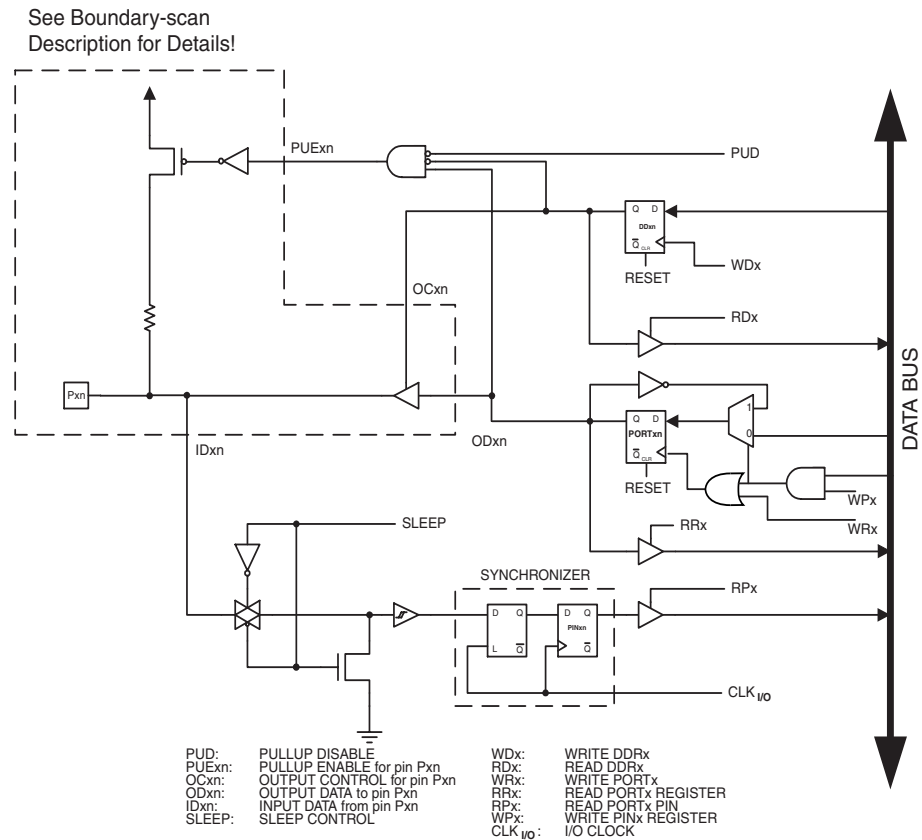 See Boundary-scan
Description for Details!
PUExn
PUD
Q D
DDxn
Q CLR
WDx
RESET
OCxn
RDx
Pxn
1
Q D
PORTxn
0
ODxn
Q CLR
IDxn
RESET
WPx
WRx
SLEEP
RRx
SYNCHRONIZER
RPx
D Q
D Q
PINxn
L Q
Q
CLK I/O
DATA BUS
PUD: PULLUP DISABLE
PUExn: PULLUP ENABLE for pin Pxn
OCxn: OUTPUT CONTROL for pin Pxn
ODxn: OUTPUT DATA to pin Pxn
IDxn: INPUT DATA from pin Pxn
SLEEP: SLEEP CONTROL
WDx: WRITE DDRx
RDx: READ DDRx
WRx: WRITE PORTx
RRx: READ PORTx REGISTER
RPx: READ PORTx PIN
WPx: WRITE PINx REGISTER
CLK I/O: I/O CLOCK